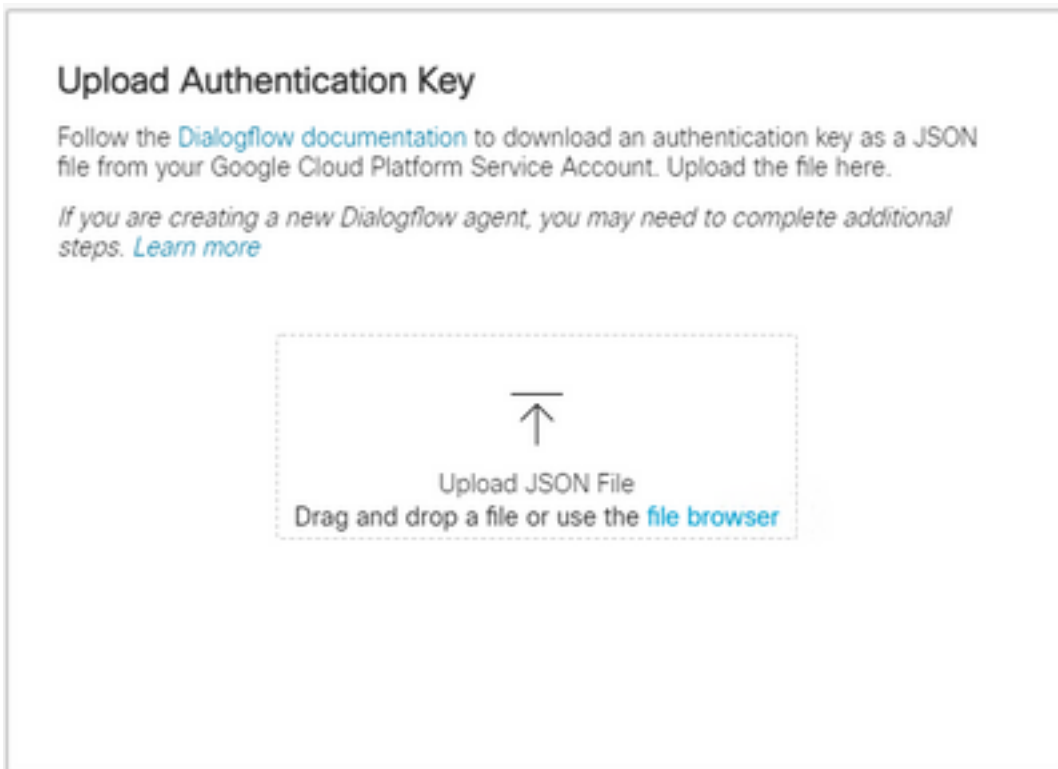 Upload Authentication Key
Follow the Dialogflow documentation to download an authentication key as a JSON
file from your Google Cloud Platform Service Account. Upload the file here.
If you are creating a new Dialogflow agent, you may need to complete additional
steps. Learn more
Upload JSON File
Drag and drop a file or use the file browser